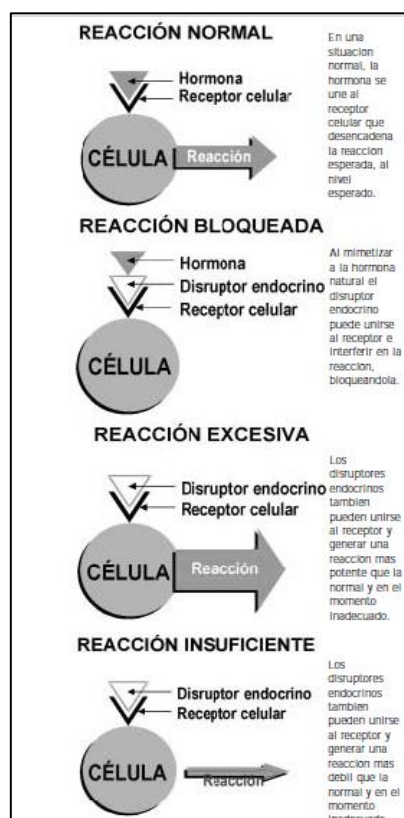 REACCIÓN NORMAL
Hormona
Receptor celular
CÉLULA
Reacción
En una
situacion
normal, la
hormona se
une al
receptor
celular que
desencadena
la reaccion
esperada, al
nivel
esperado.
REACCIÓN BLOQUEADA
Hormona
Disruptor endocrino
Receptor celular
CÉLULA
Al mimetizar
a la hormona
natural el
disruptor
endocrino
puede unirse
al receptor e
interferir en la
reacción,
bloqueandola.
REACCIÓN EXCESIVA
Disruptor endocrino
Receptor celular
CÉLULA
Reacción
Los
disruptores
endocrinos
tambien
pueden unirse
al receptor y
generar una
reaccion mas
potente que la
normal y en el
momento
inadecuado.
REACCIÓN INSUFICIENTE
Disruptor endocrino
Receptor celular
CÉLULA
Reacción
Los
disruptores
endocrinos
tambien
pueden unirse
al receptor y
generar una
reaccion mas
debil que la
normal y en el
momento